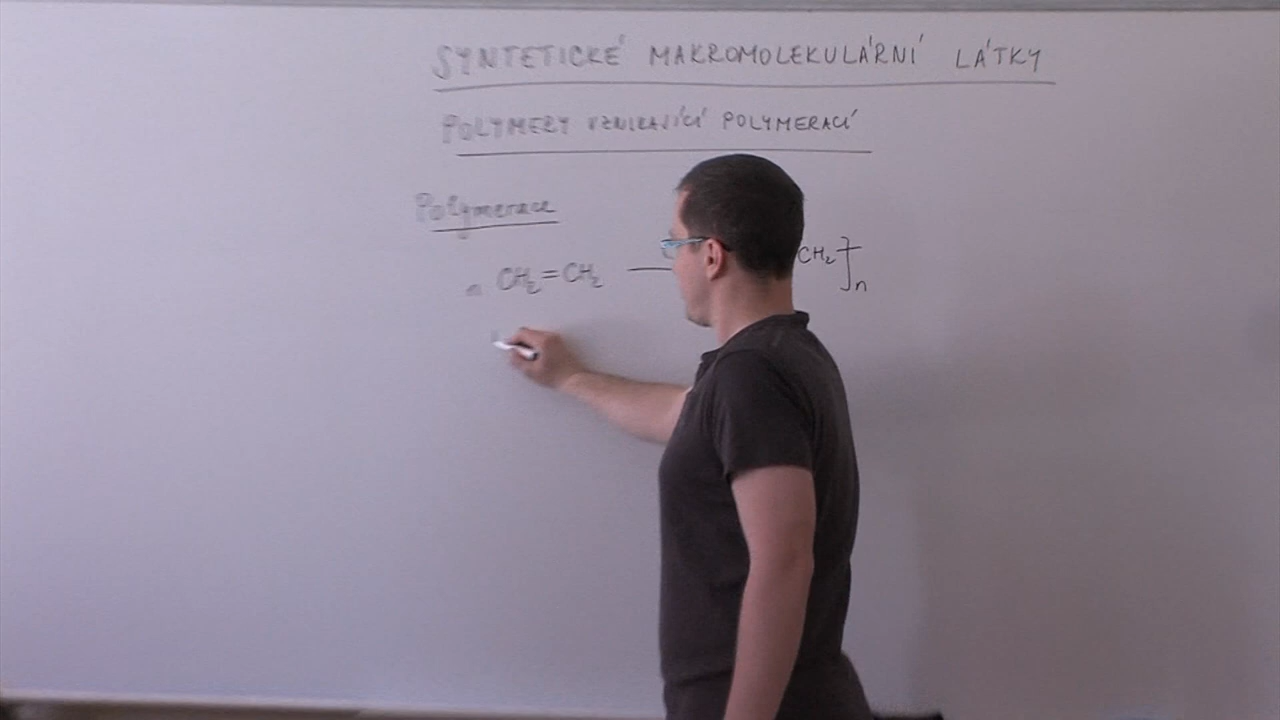 SYNTETICKÉ MAKROMOLEKULÁRNÍ LÁTKY
POLYMERY VZNIKAJÍCÍ POLYMERACÍ
Polymerace
n CH₂=CH₂ — CH₂]n